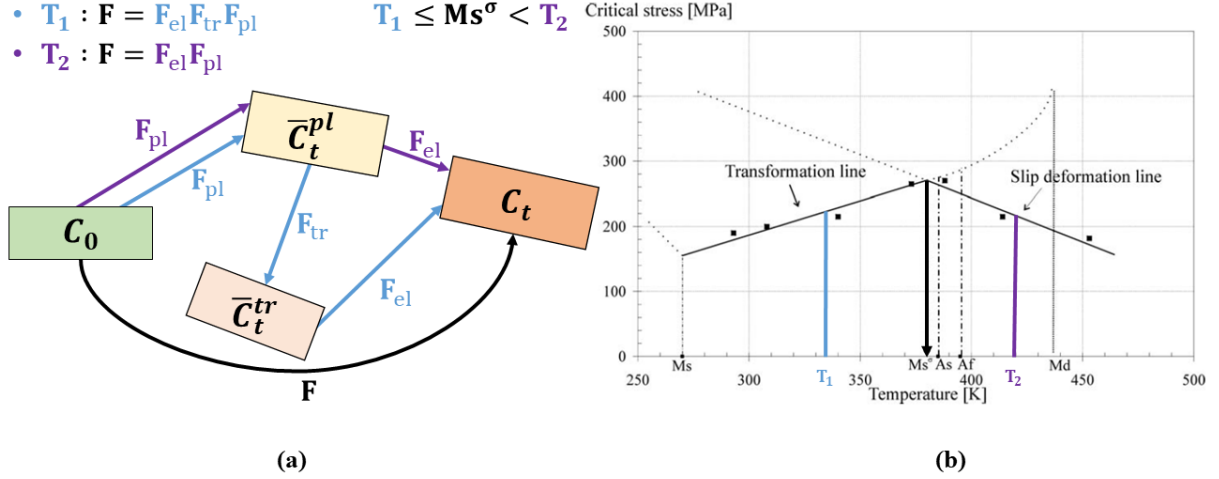 • T₁ : F = FₑₗFₜᵣFₚₗ
T₁ ≤ Msᵟ < T₂
• T₂ : F = FₑₗFₚₗ
Fₚₗ
C̅ₜᵖˡ
Fₑₗ
Fₚₗ
Cₜ
C₀
Fₜᵣ
C̅ₜᵗʳ
Fₑₗ
F
(a)
Critical stress [MPa]
500
400
300
200
100
0
Transformation line
Slip deformation line
Ms
T₁
Msᵟ
As
Af
T₂
Md
250
300
350
400
450
500
Temperature [K]
(b)